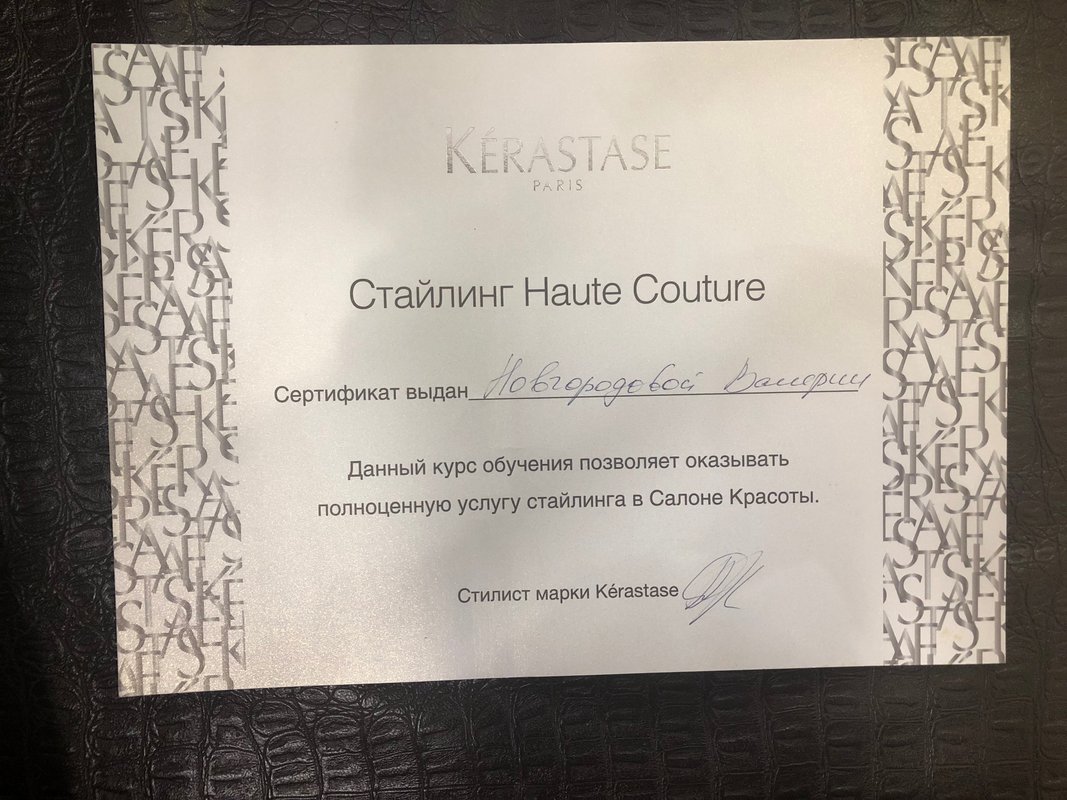 KÉRASTASE
PARIS
Стайлинг Haute Couture
Сертификат выдан Новгородовой Валерии
Данный курс обучения позволяет оказывать
полноценную услугу стайлинга в Салоне Красоты.
Стилист марки Kérastase